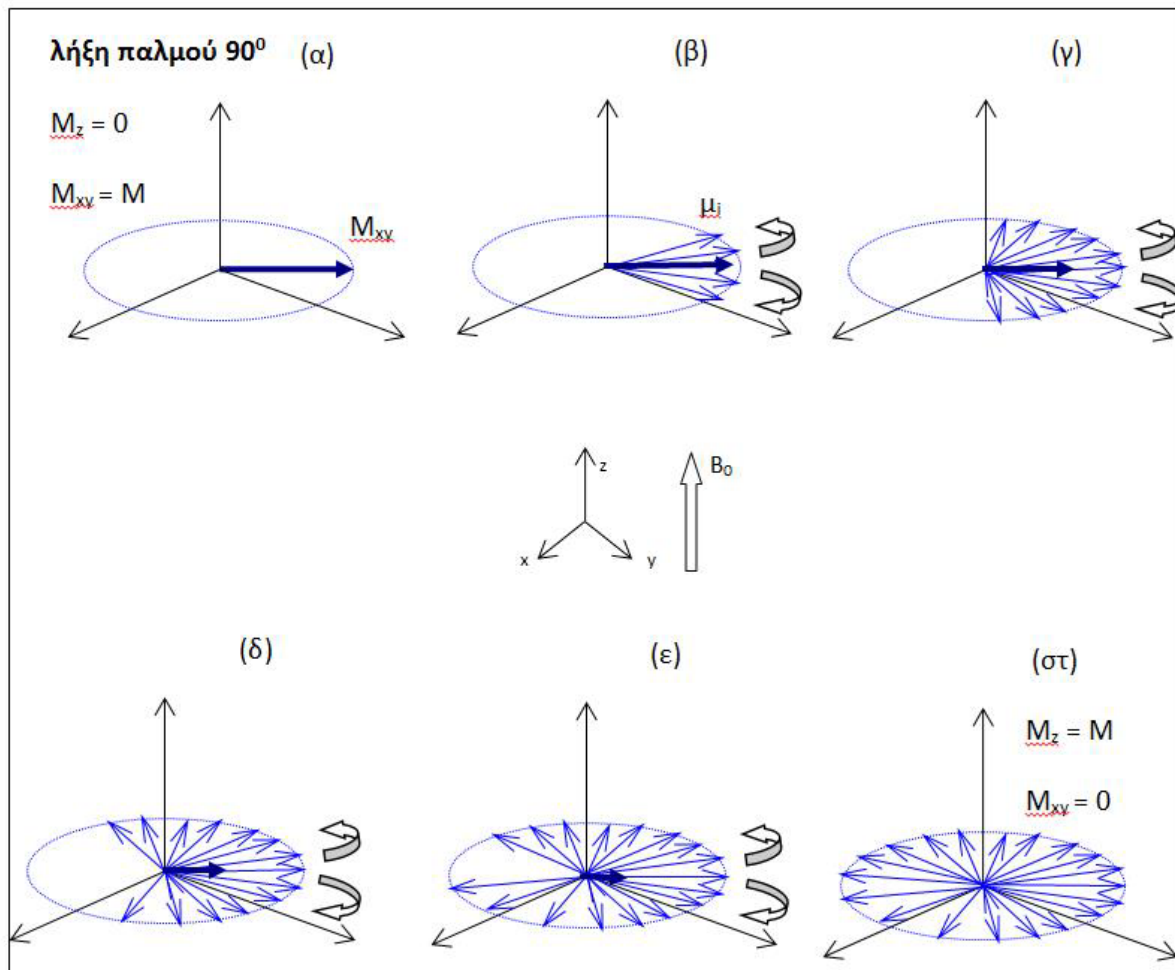 λήξη παλμού 90⁰ (α)
(β)
(γ)
M_z = 0
M_xy = M
M_xy
μ_i
z
B_0
x
y
(δ)
(ε)
(στ)
M_z = M
M_xy = 0